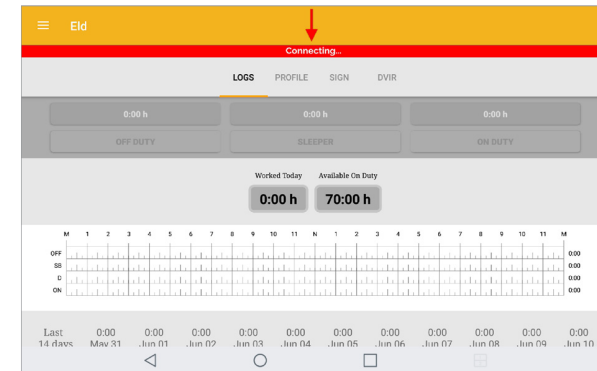 Eld
Connecting...
LOGS PROFILE SIGN DVIR
0:00 h 0:00 h 0:00 h
OFF DUTY SLEEPER ON DUTY
Worked Today Available On Duty
0:00 h 70:00 h
M 1 2 3 4 5 6 7 8 9 10 11 N 1 2 3 4 5 6 7 8 9 10 11 M
OFF 0:00
SB 0:00
D 0:00
ON 0:00
Last 0:00 0:00 0:00 0:00 0:00 0:00 0:00 0:00 0:00 0:00 0:00
14 days May 31 Jun 01 Jun 02 Jun 03 Jun 04 Jun 05 Jun 06 Jun 07 Jun 08 Jun 09 Jun 10